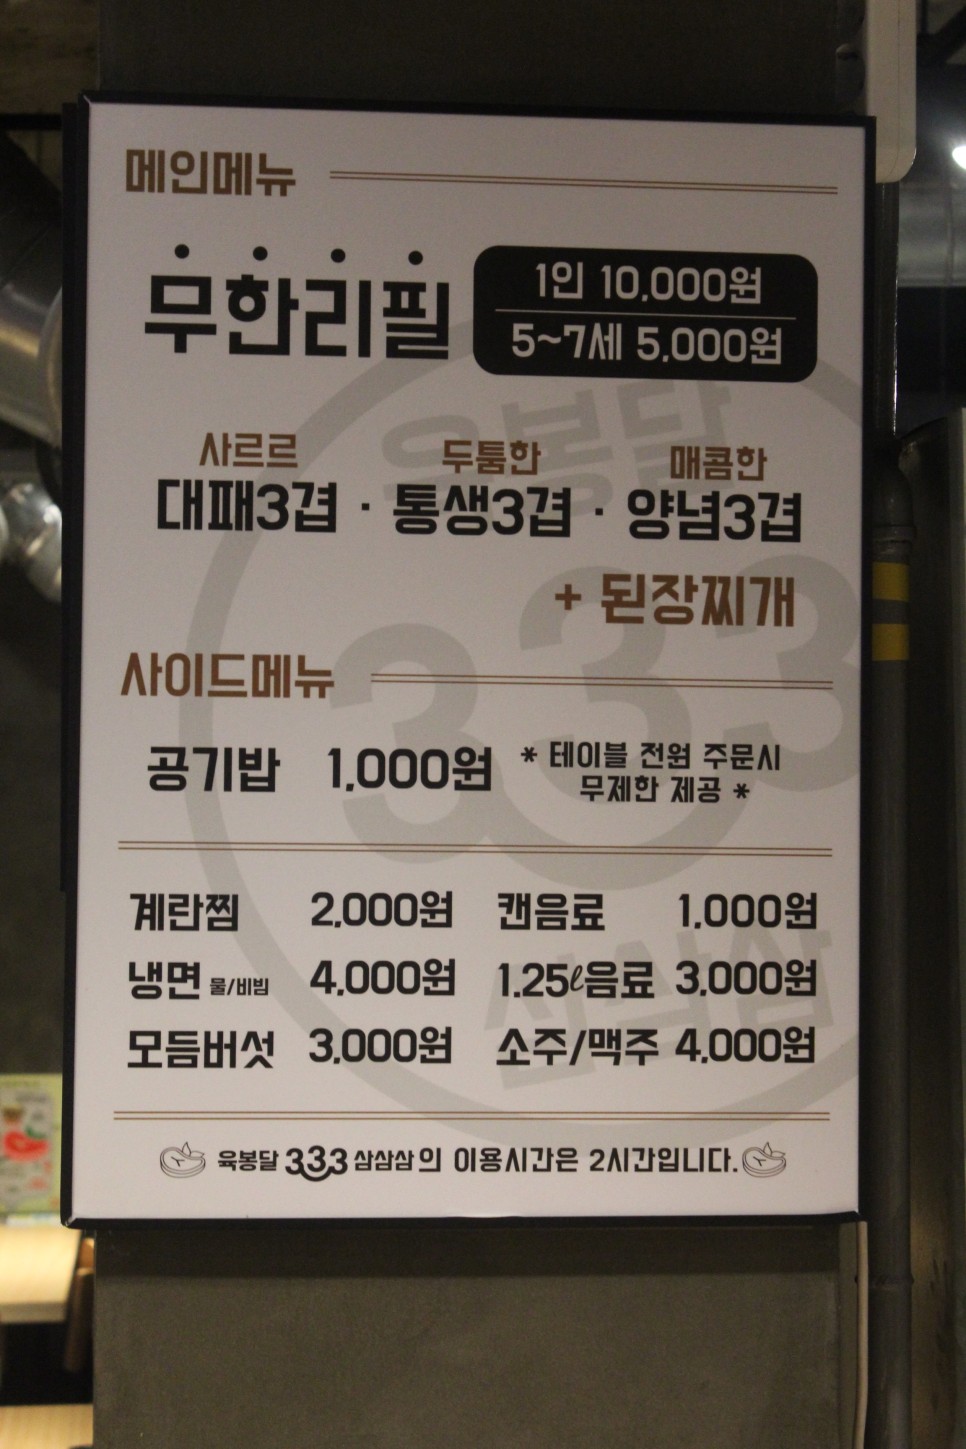 메인메뉴
무한리필
1인 10,000원
5~7세 5,000원
사르르 두툼한 매콤한
대패3겹 · 통생3겹 · 양념3겹
+ 된장찌개
사이드메뉴
공기밥 1,000원 * 테이블 전원 주문시
무제한 제공 *
계란찜 2,000원 캔음료 1,000원
냉면 물/비빔 4,000원 1.25ℓ음료 3,000원
모듬버섯 3,000원 소주/맥주 4,000원
육봉달 333 삼삼삼의 이용시간은 2시간입니다.
육봉달
333
삼삼삼